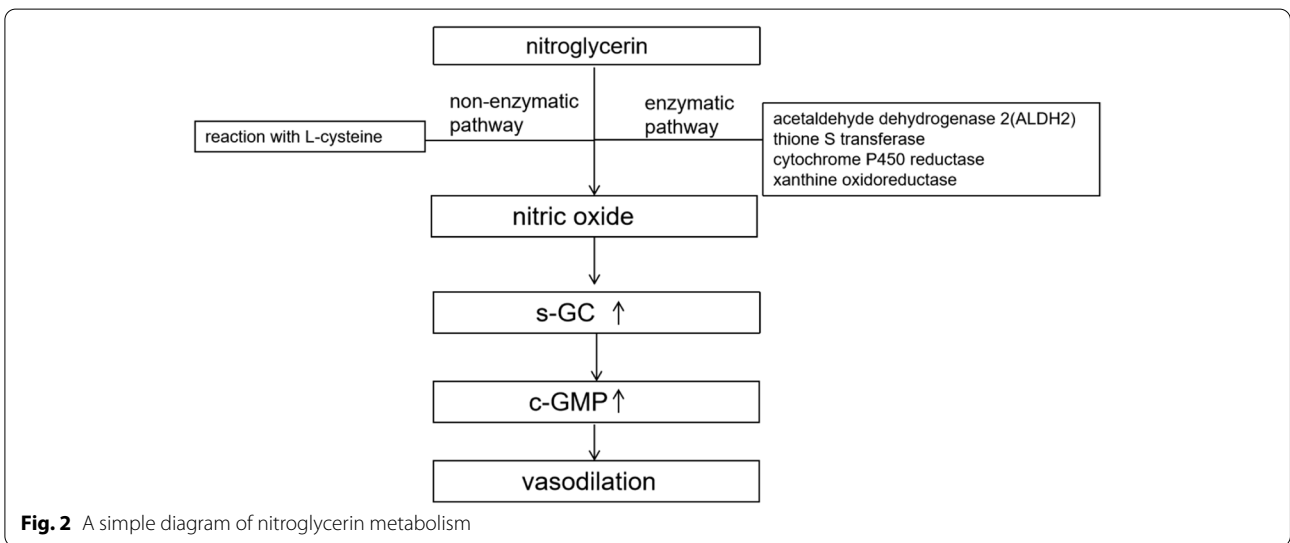 nitroglycerin
non-enzymatic
pathway
enzymatic
pathway
reaction with L-cysteine
acetaldehyde dehydrogenase 2(ALDH2)
thione S transferase
cytochrome P450 reductase
xanthine oxidoreductase
nitric oxide
s-GC ↑
c-GMP↑
vasodilation
Fig. 2 A simple diagram of nitroglycerin metabolism